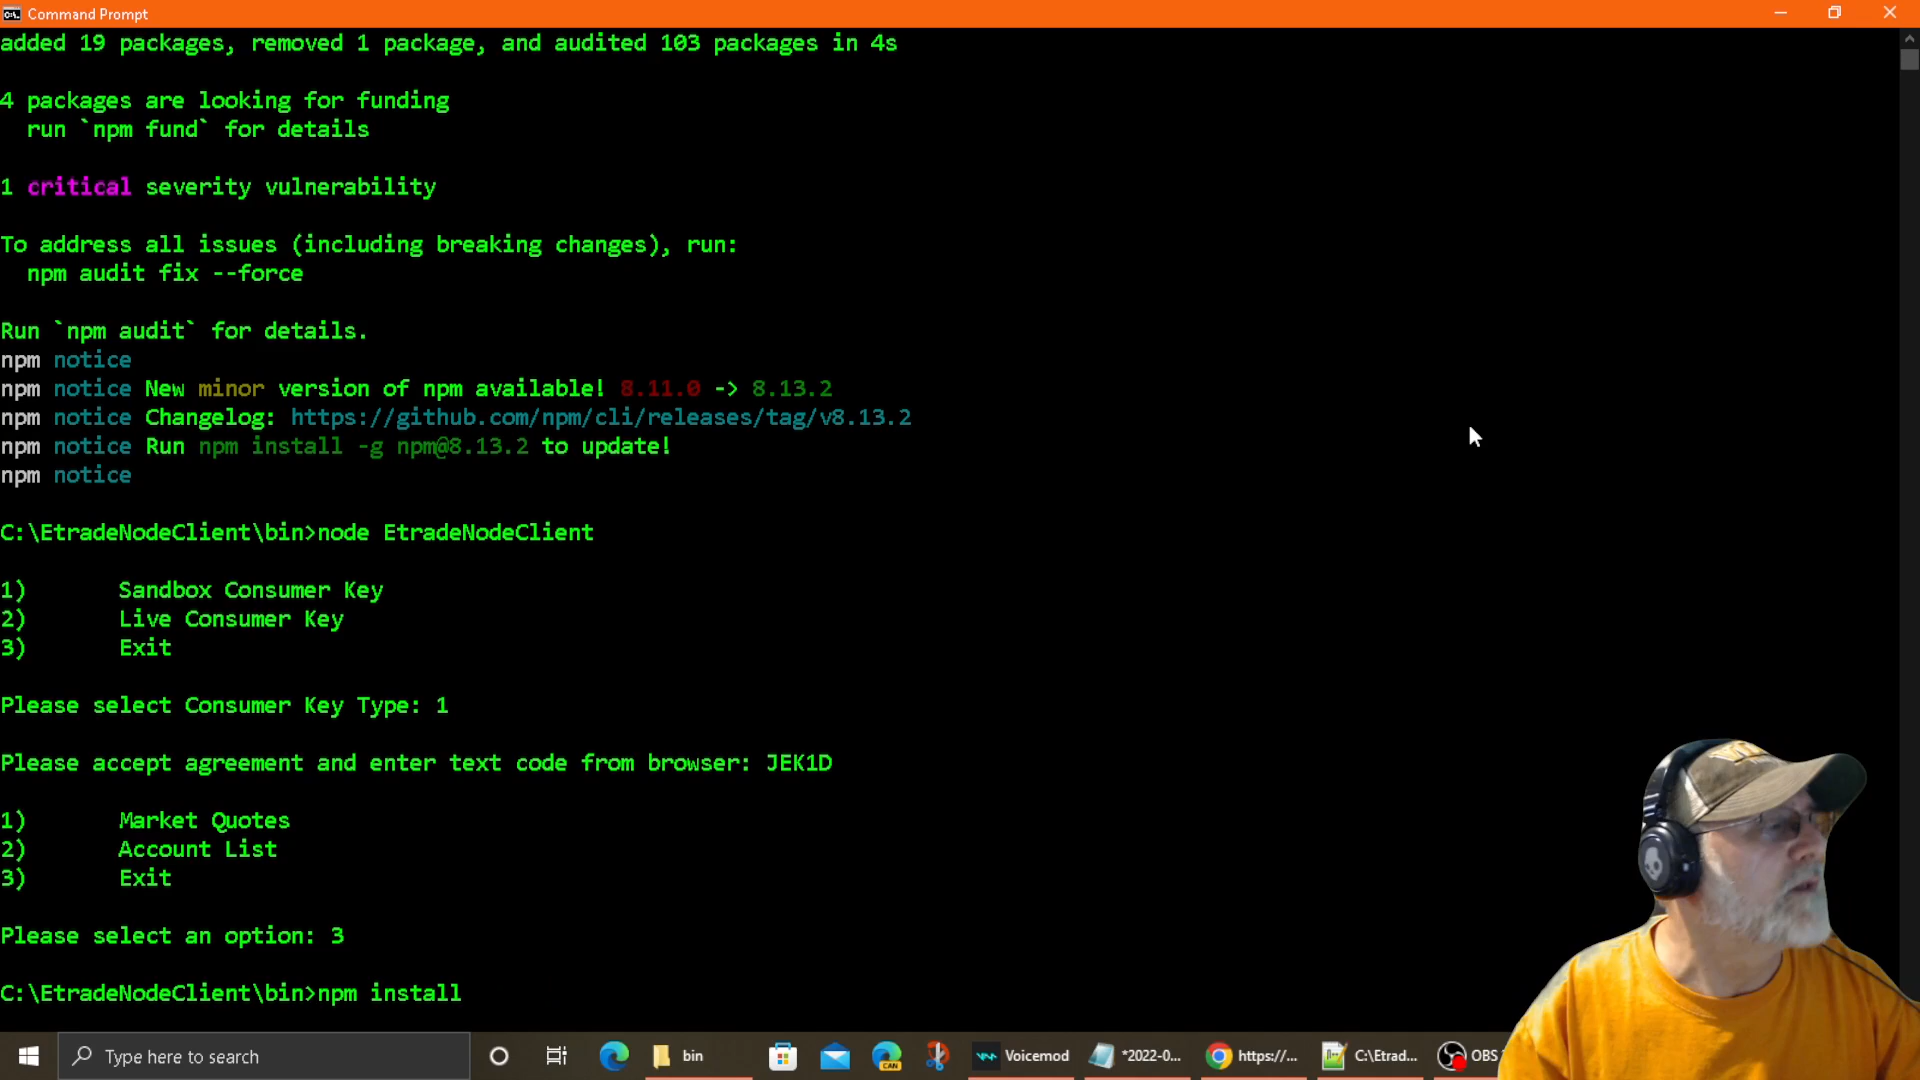 Command Prompt
added 19 packages, removed 1 package, and audited 103 packages in 4s
4 packages are looking for funding
run `npm fund` for details
1 critical severity vulnerability
To address all issues (including breaking changes), run:
npm audit fix --force
Run `npm audit` for details.
npm notice
npm notice New minor version of npm available! 8.11.0 -> 8.13.2
npm notice Changelog: https://github.com/npm/cli/releases/tag/v8.13.2
npm notice Run npm install -g npm@8.13.2 to update!
npm notice
C:\EtradeNodeClient\bin>node EtradeNodeClient
1) Sandbox Consumer Key
2) Live Consumer Key
3) Exit
Please select Consumer Key Type: 1
Please accept agreement and enter text code from browser: JEK1D
1) Market Quotes
2) Account List
3) Exit
Please select an option: 3
C:\EtradeNodeClient\bin>npm install
Type here to search
bin
CAN
Voicemod
*2022-0...
https://...
C:\Etrad...
OBS